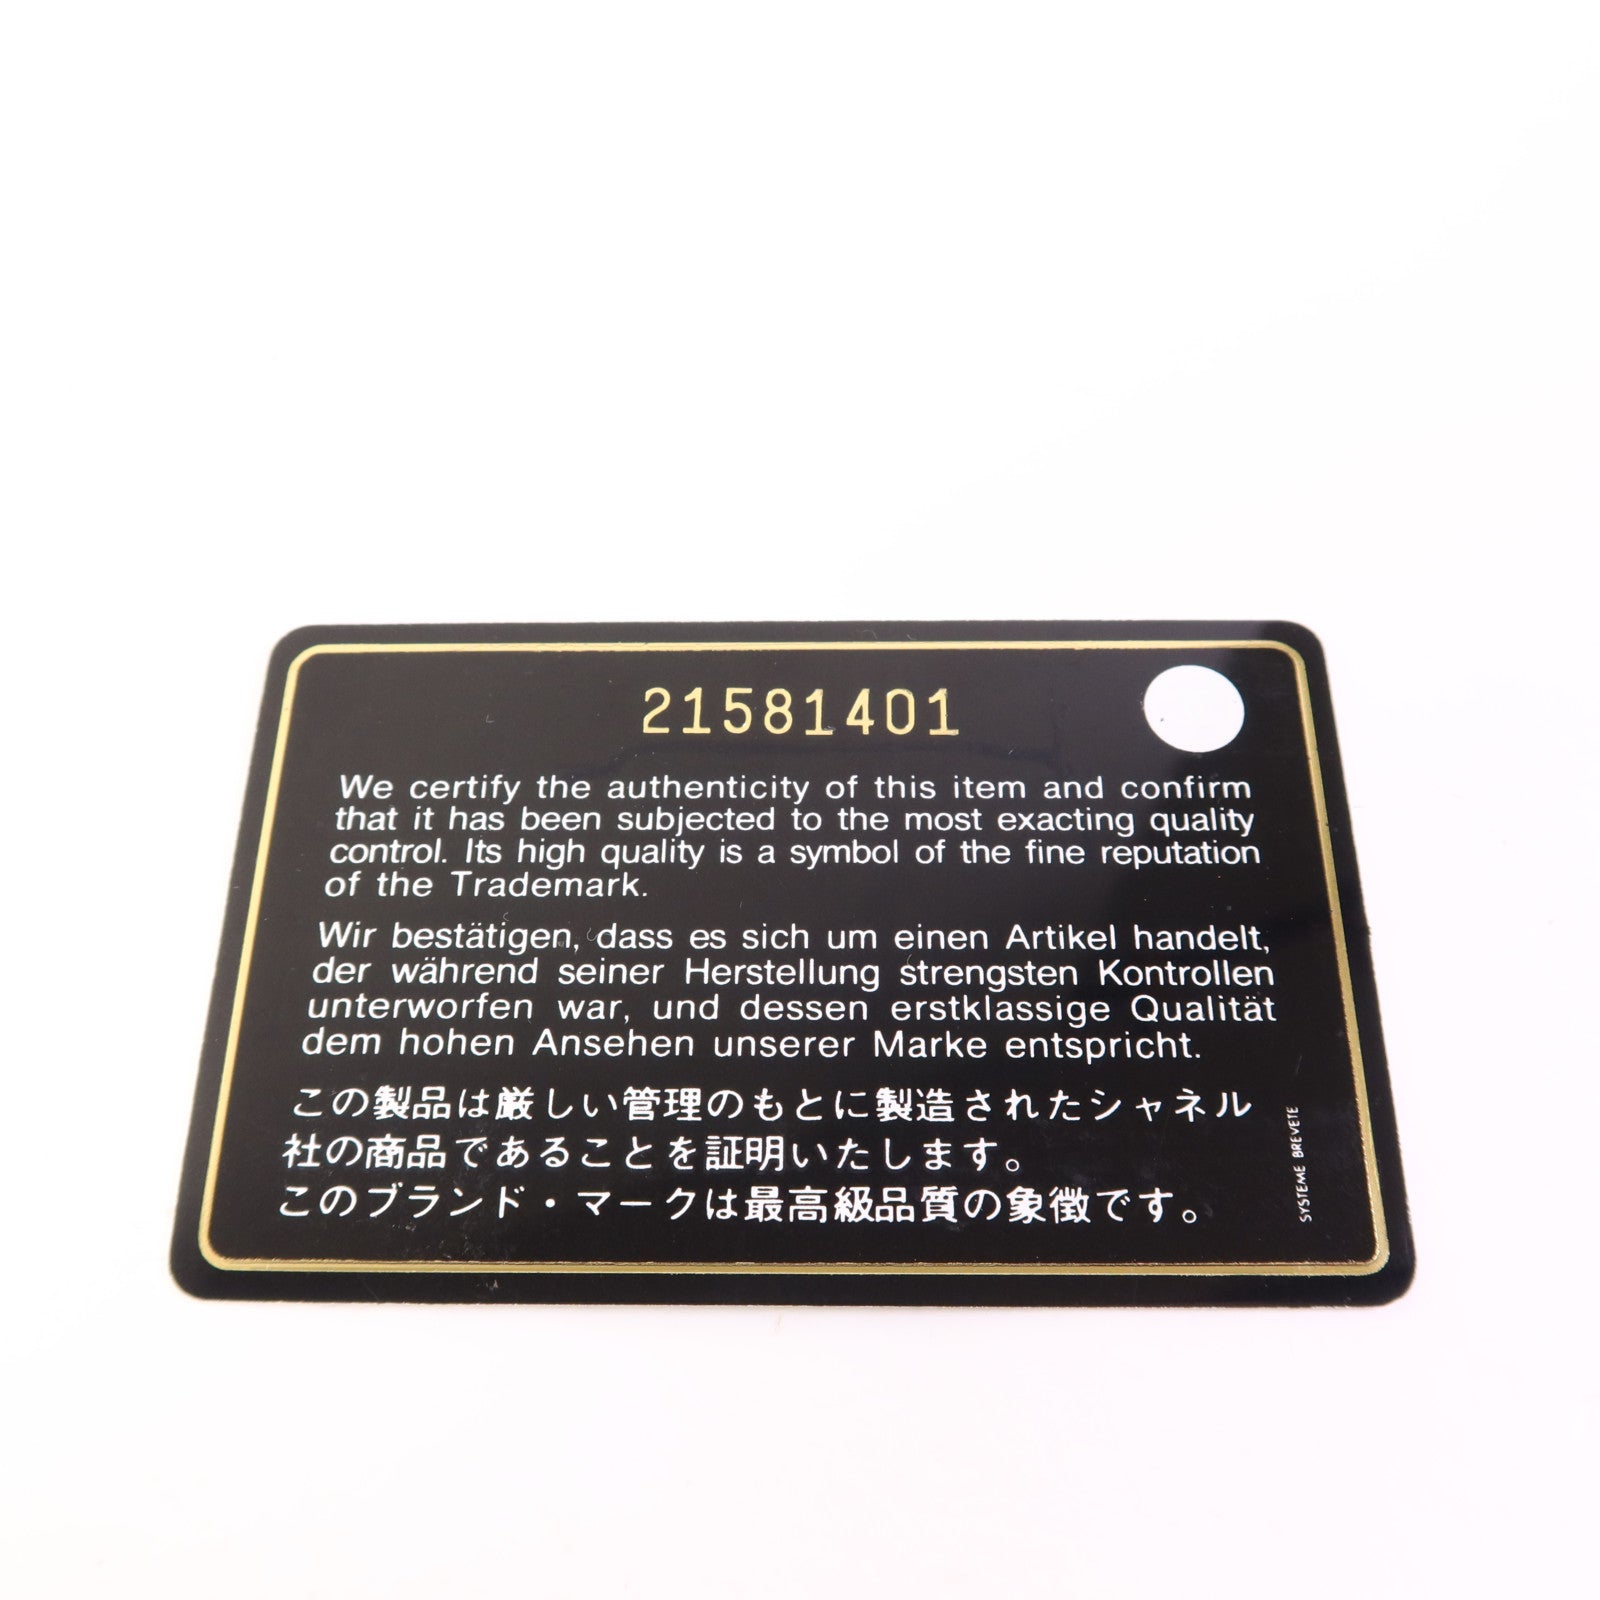 21581401
We certify the authenticity of this item and confirm
that it has been subjected to the most exacting quality
control. Its high quality is a symbol of the fine reputation
of the Trademark.
Wir bestätigen, dass es sich um einen Artikel handelt,
der während seiner Herstellung strengsten Kontrollen
unterworfen war, und dessen erstklassige Qualität
dem hohen Ansehen unserer Marke entspricht.
この製品は厳しい管理のもとに製造されたシャネル
社の商品であることを証明いたします。
このブランド・マークは最高級品質の象徴です。
SYSTEME BREVETE